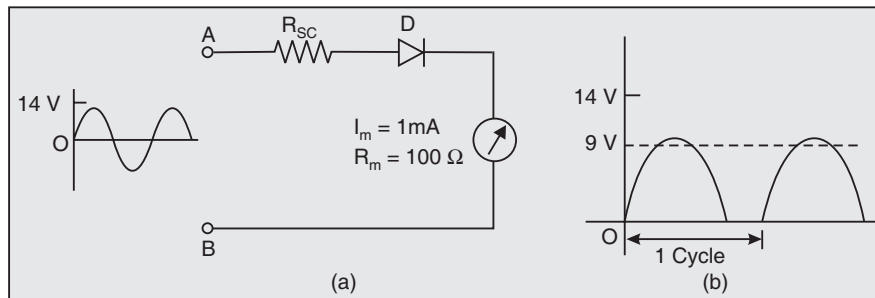 A
R_SC
D
14 V
O
I_m = 1mA
R_m = 100 Ω
B
(a)
14 V
9 V
O
1 Cycle
(b)